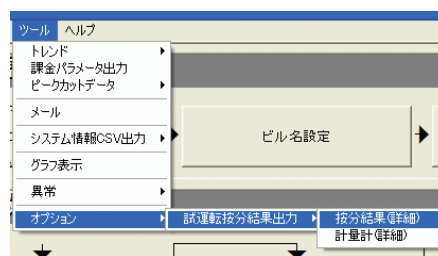 ツール ヘルプ
トレンド
課金パラメータ出力
ピークカットデータ
メール
システム情報CSV出力
グラフ表示
異常
オプション
試運転按分結果出力
按分結果(詳細)
計量計(詳細)
ビル名設定